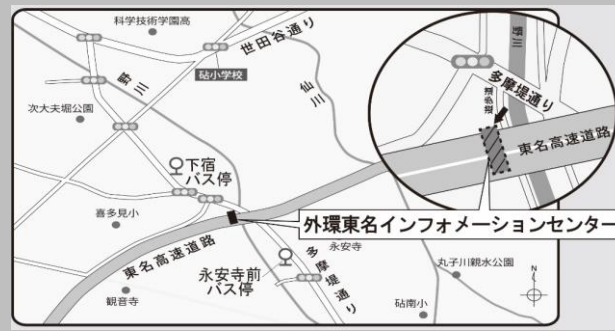 科学技術学園高
世田谷通り
砧小学校
野川
仙川
次大夫堀公園
下宿
バス停
喜多見小
東名高速道路
観音寺
永安寺前
バス停
多摩堤通り
永安寺
砧南小
丸子川親水公園
N
外環東名インフォメーションセンター
野川
多摩堤通り
遊歩道
東名高速道路